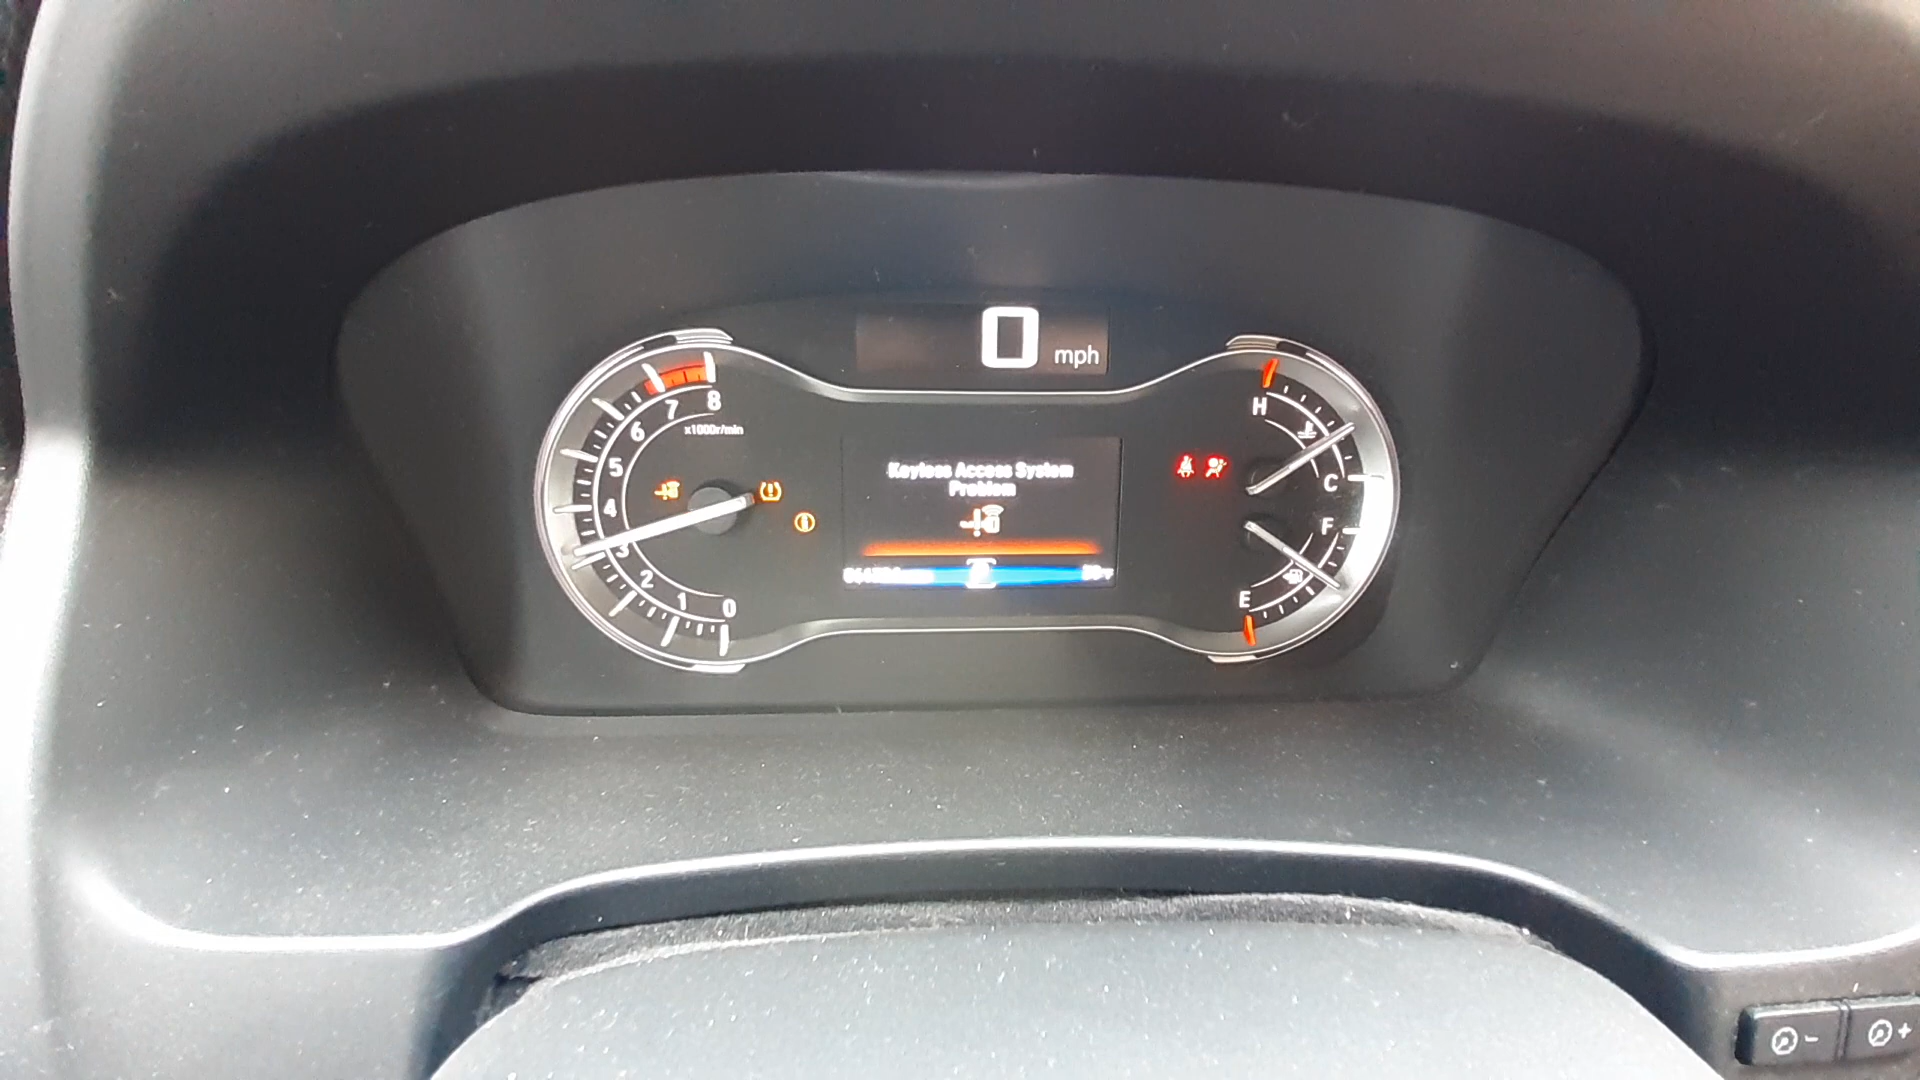 0 mph
8
7
6
5
4
3
2
1
0
x1000r/min
Keyless Access System
Problem
H
C
F
E
-
+